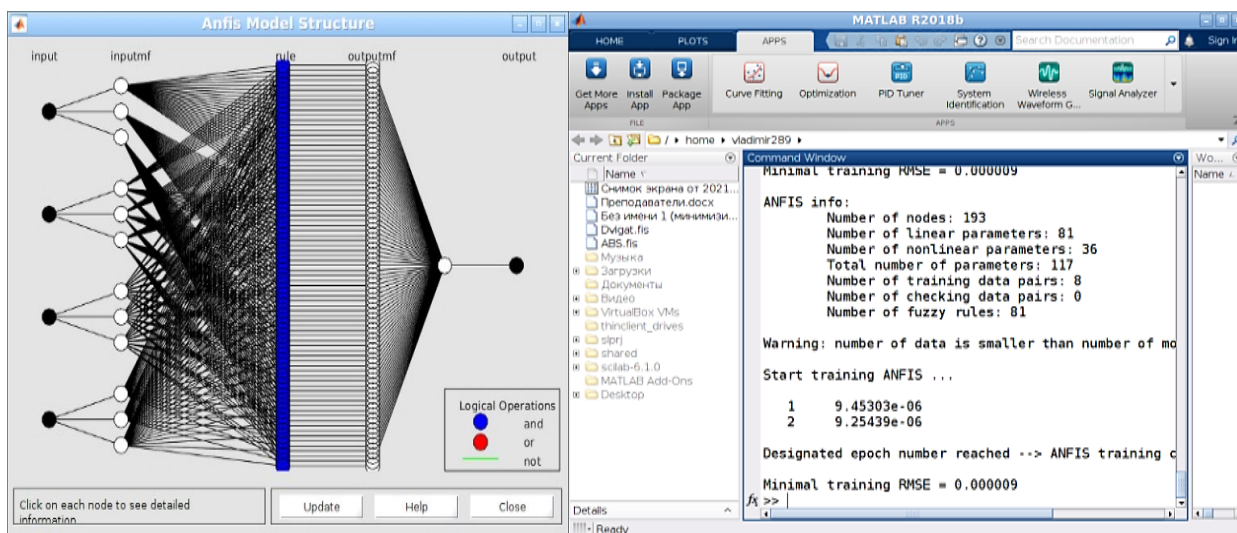 Anfis Model Structure
input
inputmf
rule
outputmf
output
Logical Operations
and
or
not
Click on each node to see detailed
information
Update
Help
Close
MATLAB R2018b
HOME
PLOTS
APPS
Search Documentation
Sign In
Get More
Apps
Install
App
Package
App
Curve Fitting
Optimization
PID Tuner
System
Identification
Wireless
Waveform G...
Signal Analyzer
FILE
APPS
/ home vladimir289
Current Folder
Name
Снимок экрана от 2021...
Преподаватели.docx
Без имени 1 (минимизи...
Dvigat.fis
ABS.fis
Музыка
Загрузки
Документы
Видео
VirtualBox VMs
thinclient_drives
slprj
shared
scilab-6.1.0
MATLAB Add-Ons
Desktop
Details
Ready
Command Window
Minimal training RMSE = 0.000009
ANFIS info:
Number of nodes: 193
Number of linear parameters: 81
Number of nonlinear parameters: 36
Total number of parameters: 117
Number of training data pairs: 8
Number of checking data pairs: 0
Number of fuzzy rules: 81
Warning: number of data is smaller than number of mo
Start training ANFIS ...
1 9.45303e-06
2 9.25439e-06
Designated epoch number reached --> ANFIS training c
Minimal training RMSE = 0.000009
fx >>
Wo...
Name